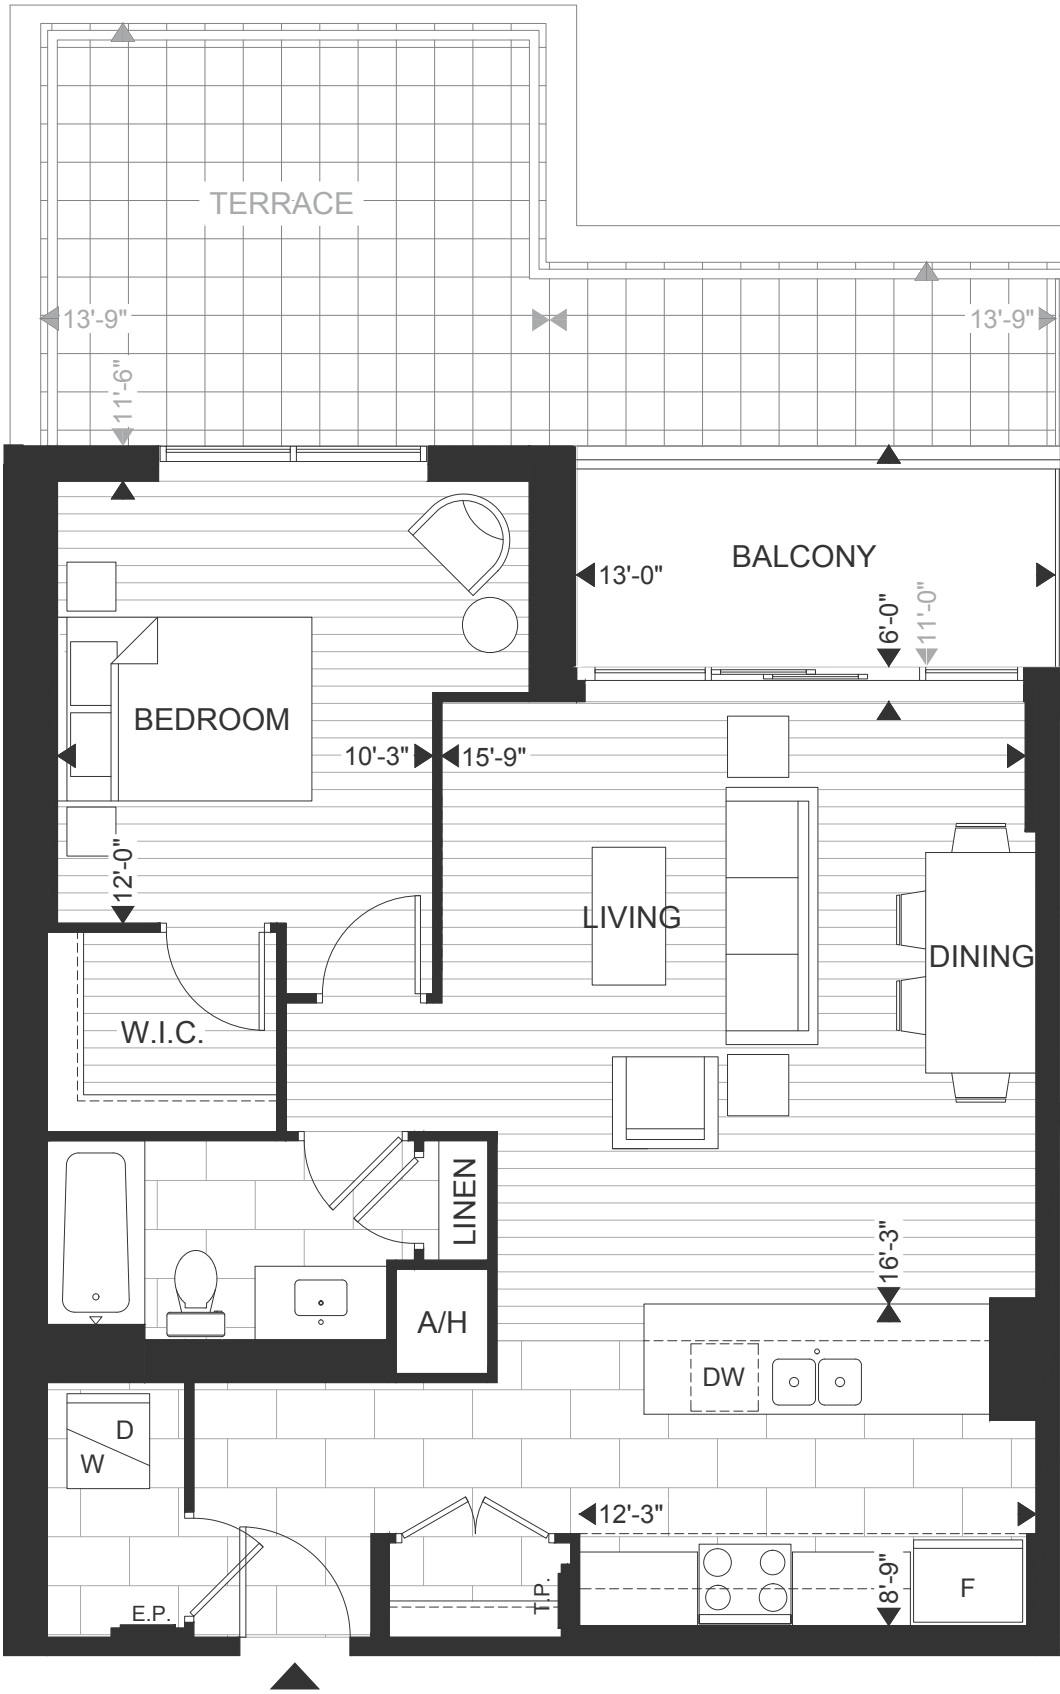 TERRACE
13'-9"
13'-9"
11'-6"
BALCONY
13'-0"
6'-0"
11'-0"
BEDROOM
10'-3"
15'-9"
12'-0"
LIVING
DINING
W.I.C.
LINEN
16'-3"
A/H
DW
D
W
12'-3"
8'-9"
F
T.P.
E.P.